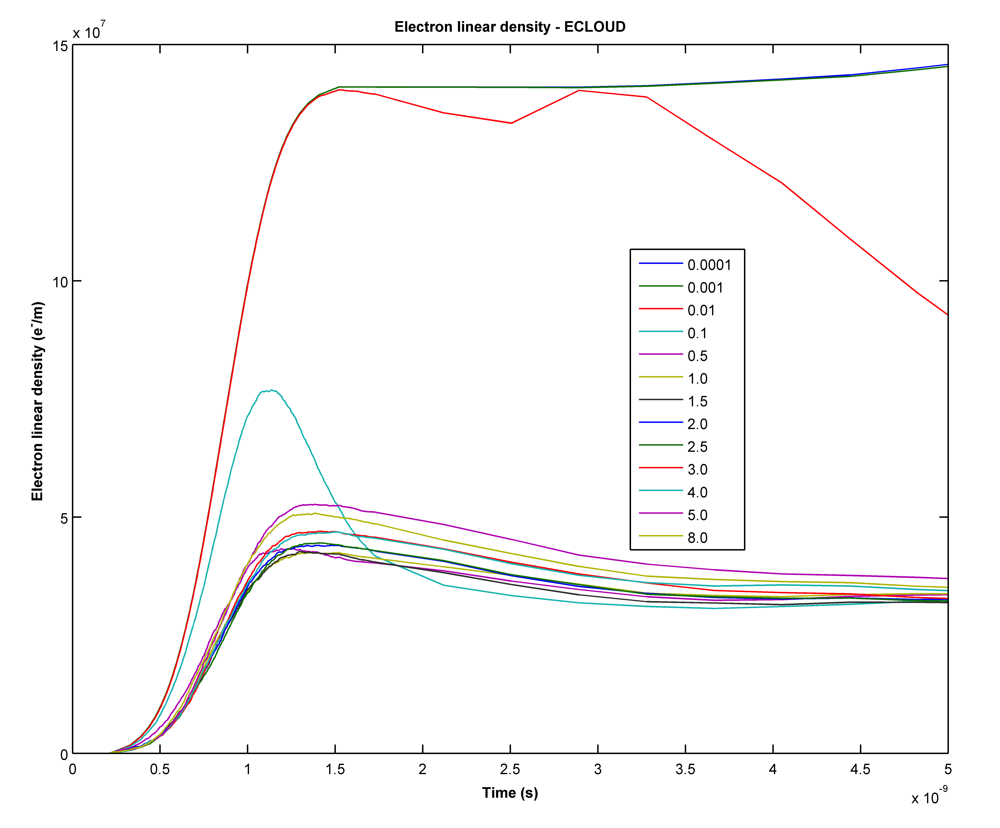 Electron linear density - ECLOUD
x 10^7
15
10
5
0
Electron linear density (e^-/m)
0.0001
0.001
0.01
0.1
0.5
1.0
1.5
2.0
2.5
3.0
4.0
5.0
8.0
0 0.5 1 1.5 2 2.5 3 3.5 4 4.5 5
Time (s)
x 10^-9